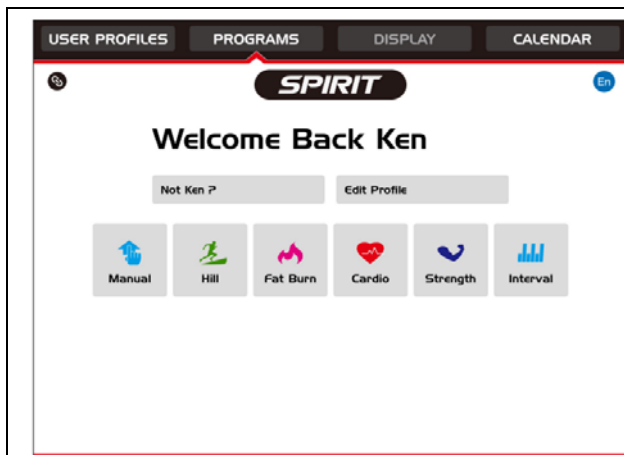 USER PROFILES PROGRAMS DISPLAY CALENDAR
SPIRIT En
Welcome Back Ken
Not Ken ? Edit Profile
Manual Hill Fat Burn Cardio Strength Interval